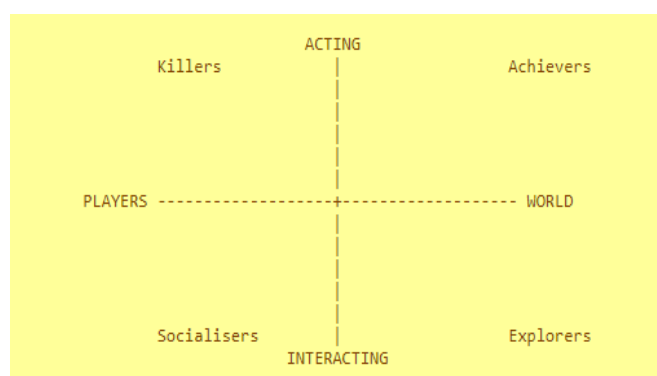 ACTING
Killers Achievers
PLAYERS -------------------+------------------- WORLD
Socialisers Explorers
INTERACTING